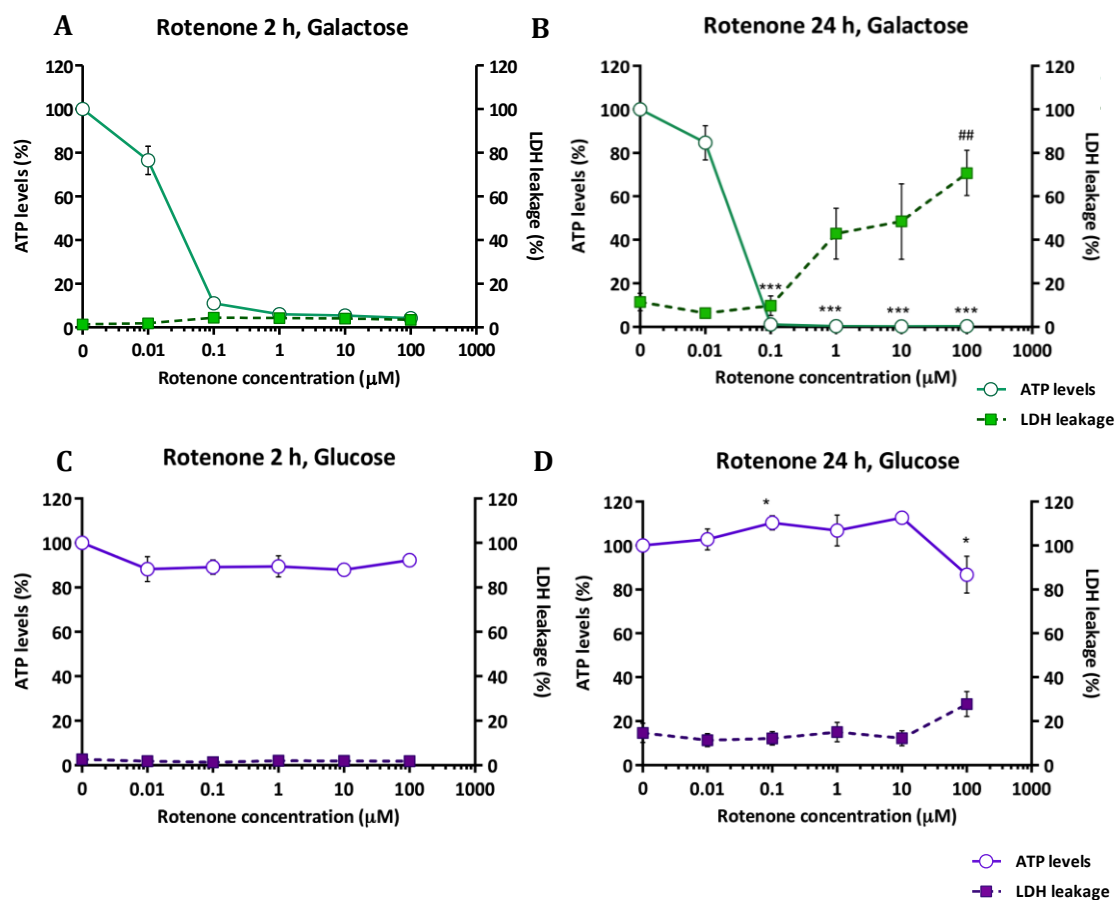 A
Rotenone 2 h, Galactose
120
100
80
60
40
20
0
ATP levels (%)
120
100
80
60
40
20
0
LDH leakage (%)
0 0.01 0.1 1 10 100 1000
Rotenone concentration (μM)
B
Rotenone 24 h, Galactose
120
100
80
60
40
20
0
ATP levels (%)
##
***
*** *** ***
120
100
80
60
40
20
0
LDH leakage (%)
0 0.01 0.1 1 10 100 1000
Rotenone concentration (μM)
ATP levels
LDH leakage
C
Rotenone 2 h, Glucose
120
100
80
60
40
20
0
ATP levels (%)
120
100
80
60
40
20
0
LDH leakage (%)
0 0.01 0.1 1 10 100 1000
Rotenone concentration (μM)
D
Rotenone 24 h, Glucose
120
100
80
60
40
20
0
ATP levels (%)
*
*
120
100
80
60
40
20
0
LDH leakage (%)
0 0.01 0.1 1 10 100 1000
Rotenone concentration (μM)
ATP levels
LDH leakage